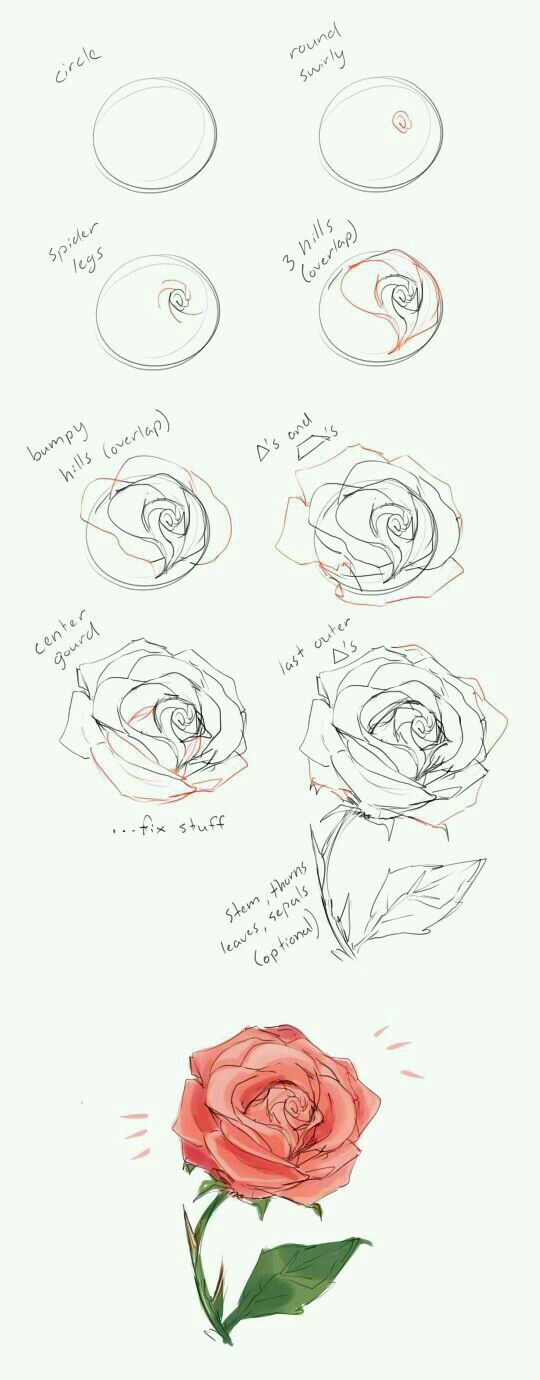 circle
round
swirly
spider
legs
3 hills
(overlap)
bumpy
hills (overlap)
Δ's and
⏢'s
center
gourd
last outer
Δ's
...fix stuff
stem, thorns
leaves, sepals
(optional)